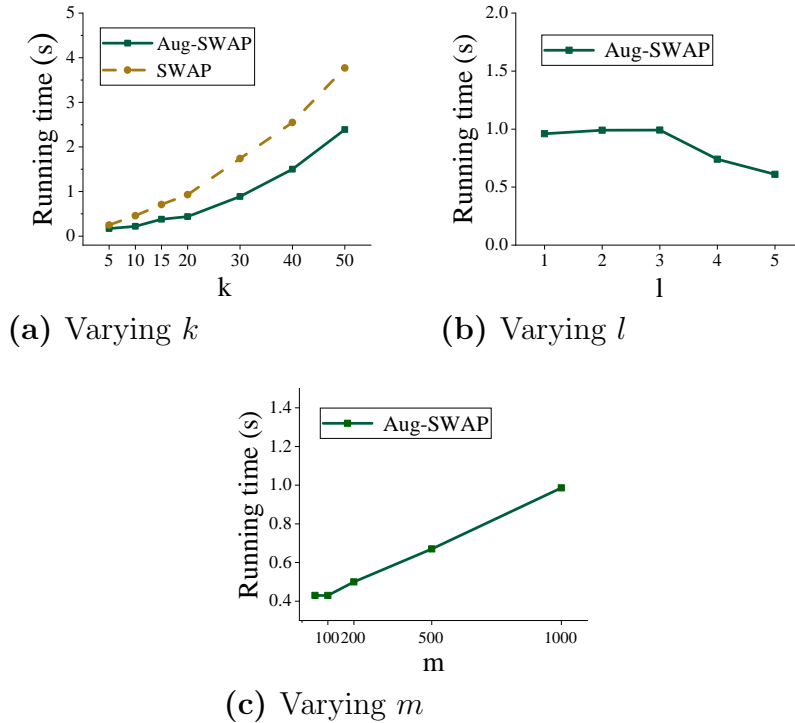 Running time (s)
5
4
3
2
1
0
Aug-SWAP
SWAP
5 10 15 20 30 40 50
k
(a) Varying k
Running time (s)
2.0
1.5
1.0
0.5
0.0
Aug-SWAP
1 2 3 4 5
l
(b) Varying l
Running time (s)
1.4
1.2
1.0
0.8
0.6
0.4
Aug-SWAP
100 200 500 1000
m
(c) Varying m